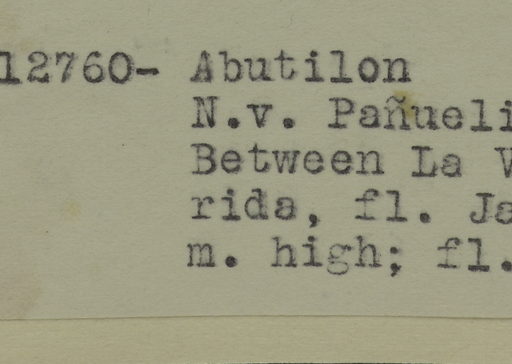 12760- Abutilon
N.v. Pañueli
Between La V
rida, fl. Ja
m. high; fl.